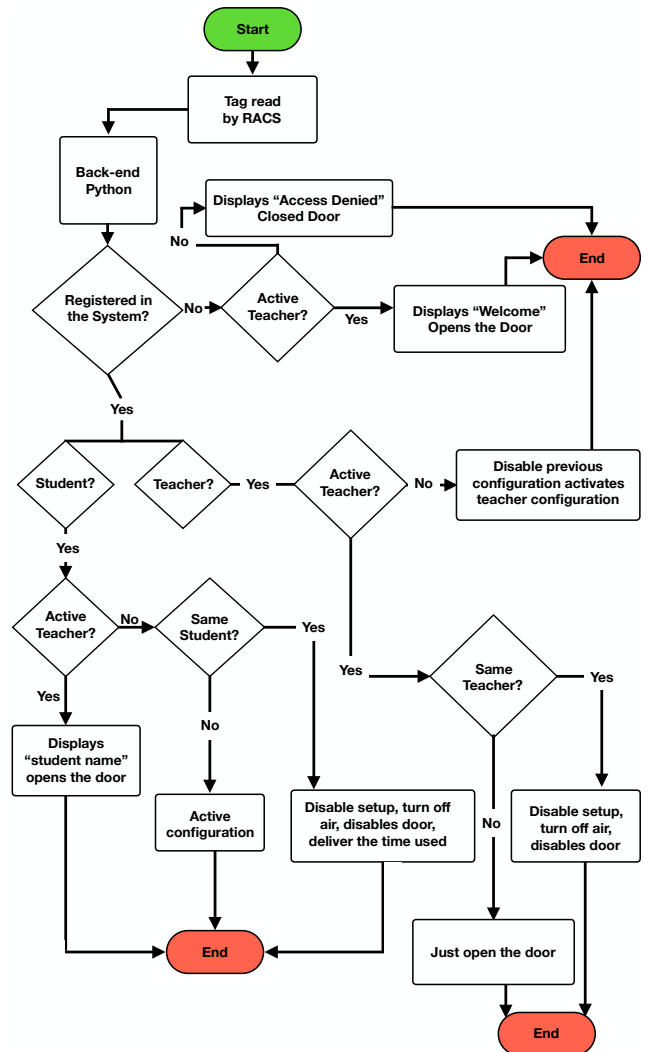 Start
Tag read
by RACS
Back-end
Python
Displays “Access Denied”
Closed Door
No
End
Registered in
the System?
No
Active
Teacher?
Yes
Displays “Welcome”
Opens the Door
Yes
Student?
Teacher?
Yes
Active
Teacher?
No
Disable previous
configuration activates
teacher configuration
Yes
Active
Teacher?
No
Same
Student?
Yes
Yes
Same
Teacher?
Yes
Yes
No
Displays
“student name”
opens the door
Active
configuration
Disable setup, turn off
air, disables door,
deliver the time used
No
Disable setup,
turn off air,
disables door
End
Just open the door
End